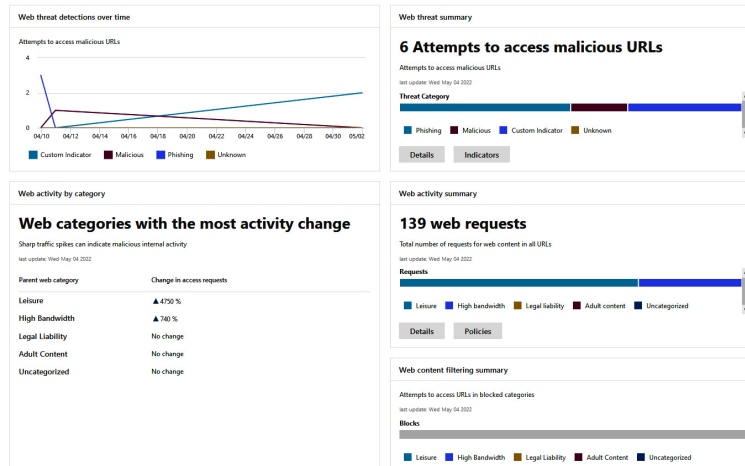 Web threat detections over time
Attempts to access malicious URLs
4
2
0
04/10 04/12 04/14 04/16 04/18 04/20 04/22 04/24 04/26 04/28 04/30 05/02
Custom Indicator Malicious Phishing Unknown
Web threat summary
6 Attempts to access malicious URLs
Attempts to access malicious URLs
last update: Wed May 04 2022
Threat Category
Phishing Malicious Custom Indicator Unknown
Details Indicators
Web activity by category
Web categories with the most activity change
Sharp traffic spikes can indicate malicious internal activity
last update: Wed May 04 2022
Parent web category Change in access requests
Leisure ▲4750 %
High Bandwidth ▲740 %
Legal Liability No change
Adult Content No change
Uncategorized No change
Web activity summary
139 web requests
Total number of requests for web content in all URLs
last update: Wed May 04 2022
Requests
Leisure High bandwidth Legal liability Adult content Uncategorized
Details Policies
Web content filtering summary
Attempts to access URLs in blocked categories
last update: Wed May 04 2022
Blocks
Leisure High Bandwidth Legal Liability Adult Content Uncategorized